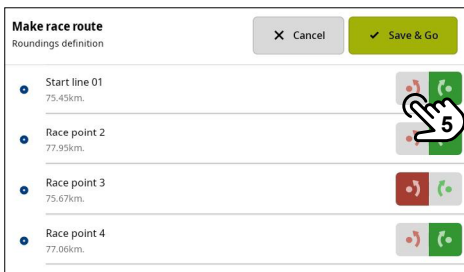 Make race route
Roundings definition
Cancel
Save & Go
Start line 01
75.45km.
5
Race point 2
77.95km.
Race point 3
75.67km.
Race point 4
77.06km.